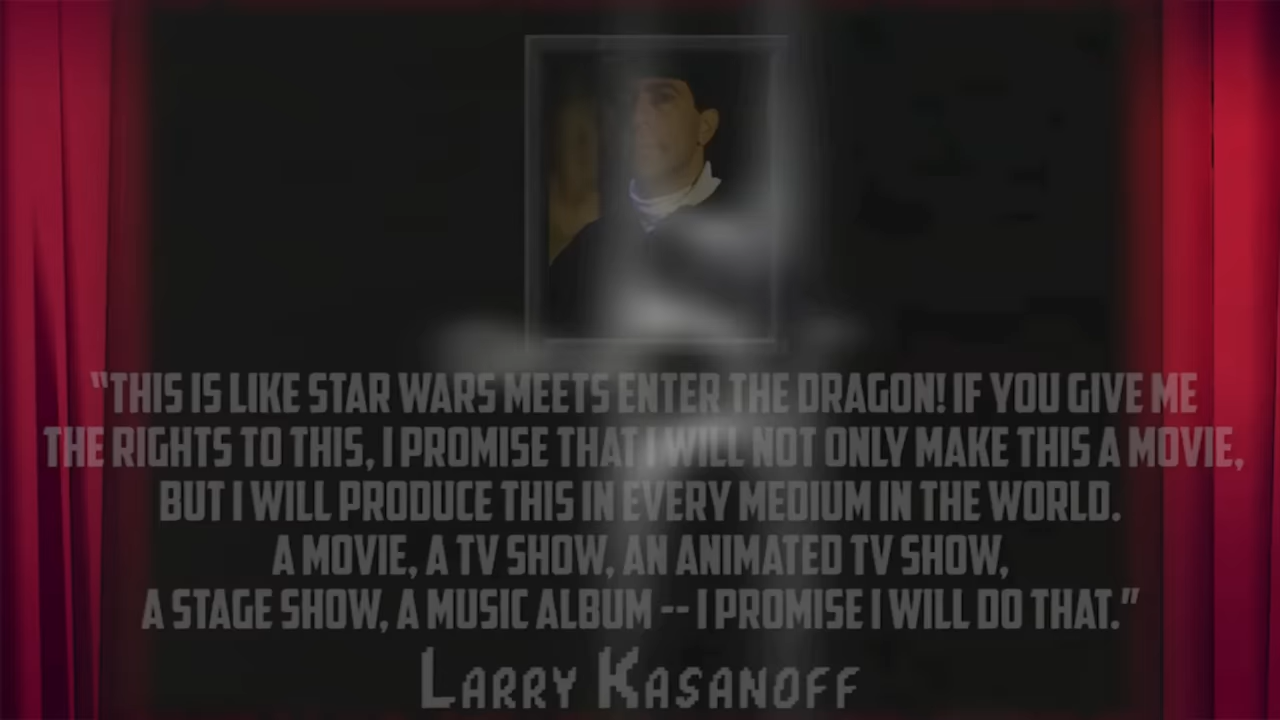 “THIS IS LIKE STAR WARS MEETS ENTER THE DRAGON! IF YOU GIVE ME
THE RIGHTS TO THIS, I PROMISE THAT I WILL NOT ONLY MAKE THIS A MOVIE,
BUT I WILL PRODUCE THIS IN EVERY MEDIUM IN THE WORLD.
A MOVIE, A TV SHOW, AN ANIMATED TV SHOW,
A STAGE SHOW, A MUSIC ALBUM -- I PROMISE I WILL DO THAT.”
LARRY KASANOFF